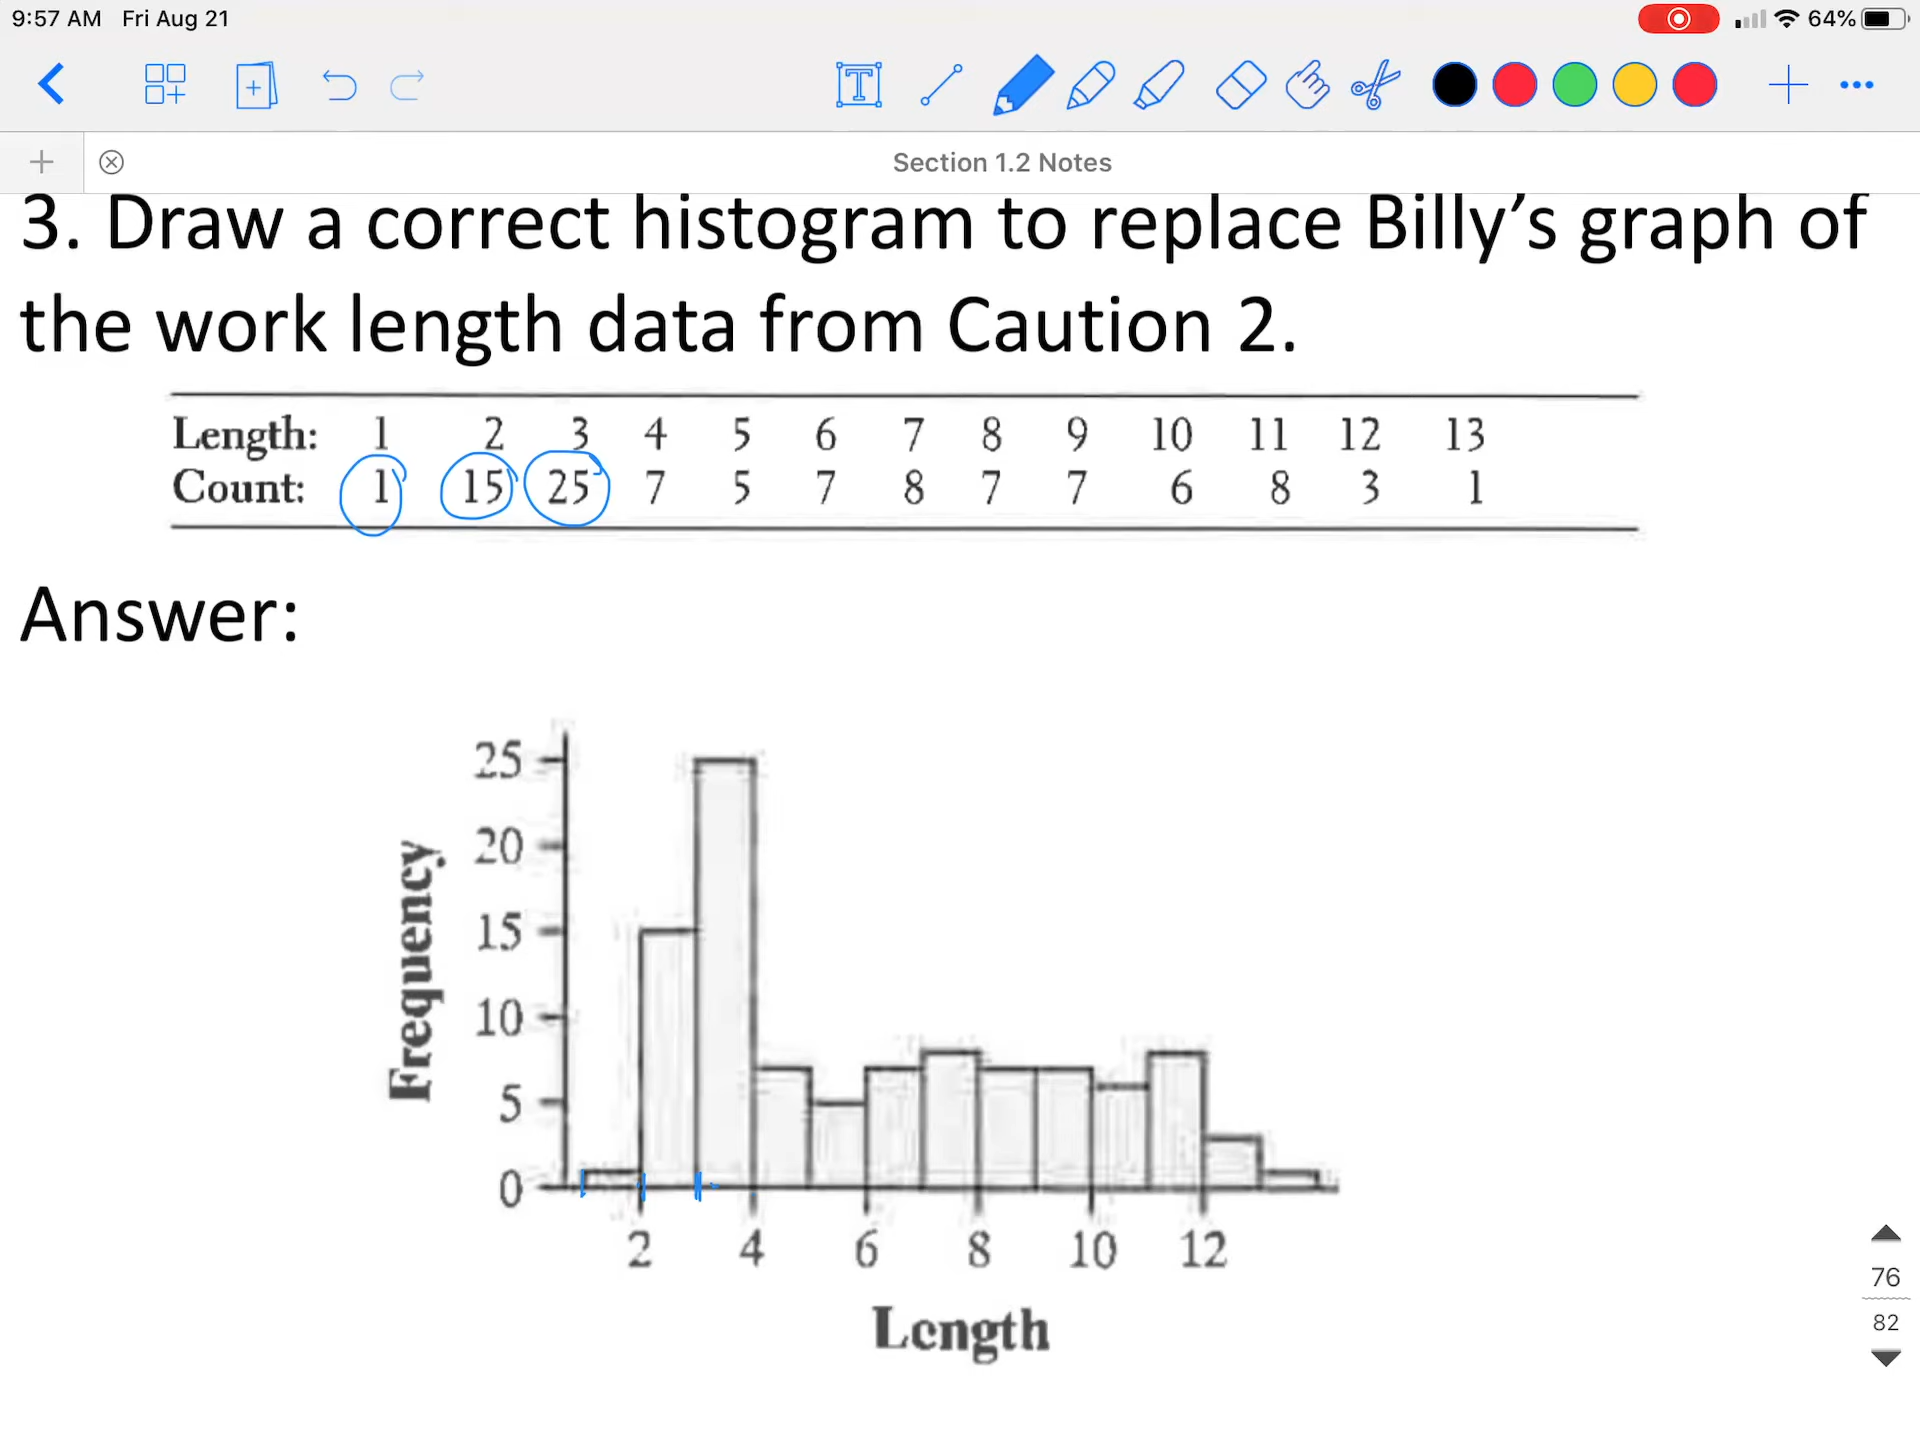 9:57 AM Fri Aug 21
64%
T
Section 1.2 Notes
3. Draw a correct histogram to replace Billy’s graph of
the work length data from Caution 2.
Length: 1 2 3 4 5 6 7 8 9 10 11 12 13
Count: 1 15 25 7 5 7 8 7 7 6 8 3 1
Answer:
25
20
15
10
5
0
Frequency
2 4 6 8 10 12
Length
76
82